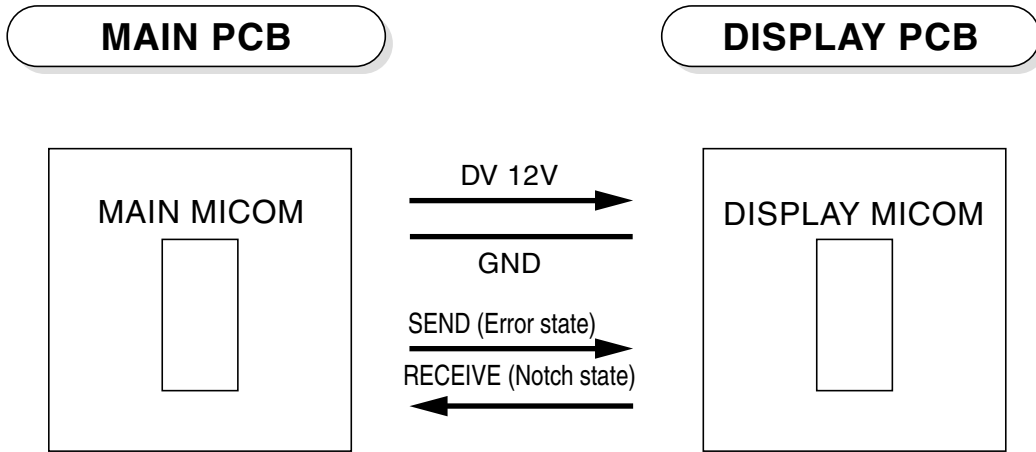 MAIN PCB
DISPLAY PCB
MAIN MICOM
DV 12V
GND
SEND (Error state)
RECEIVE (Notch state)
DISPLAY MICOM